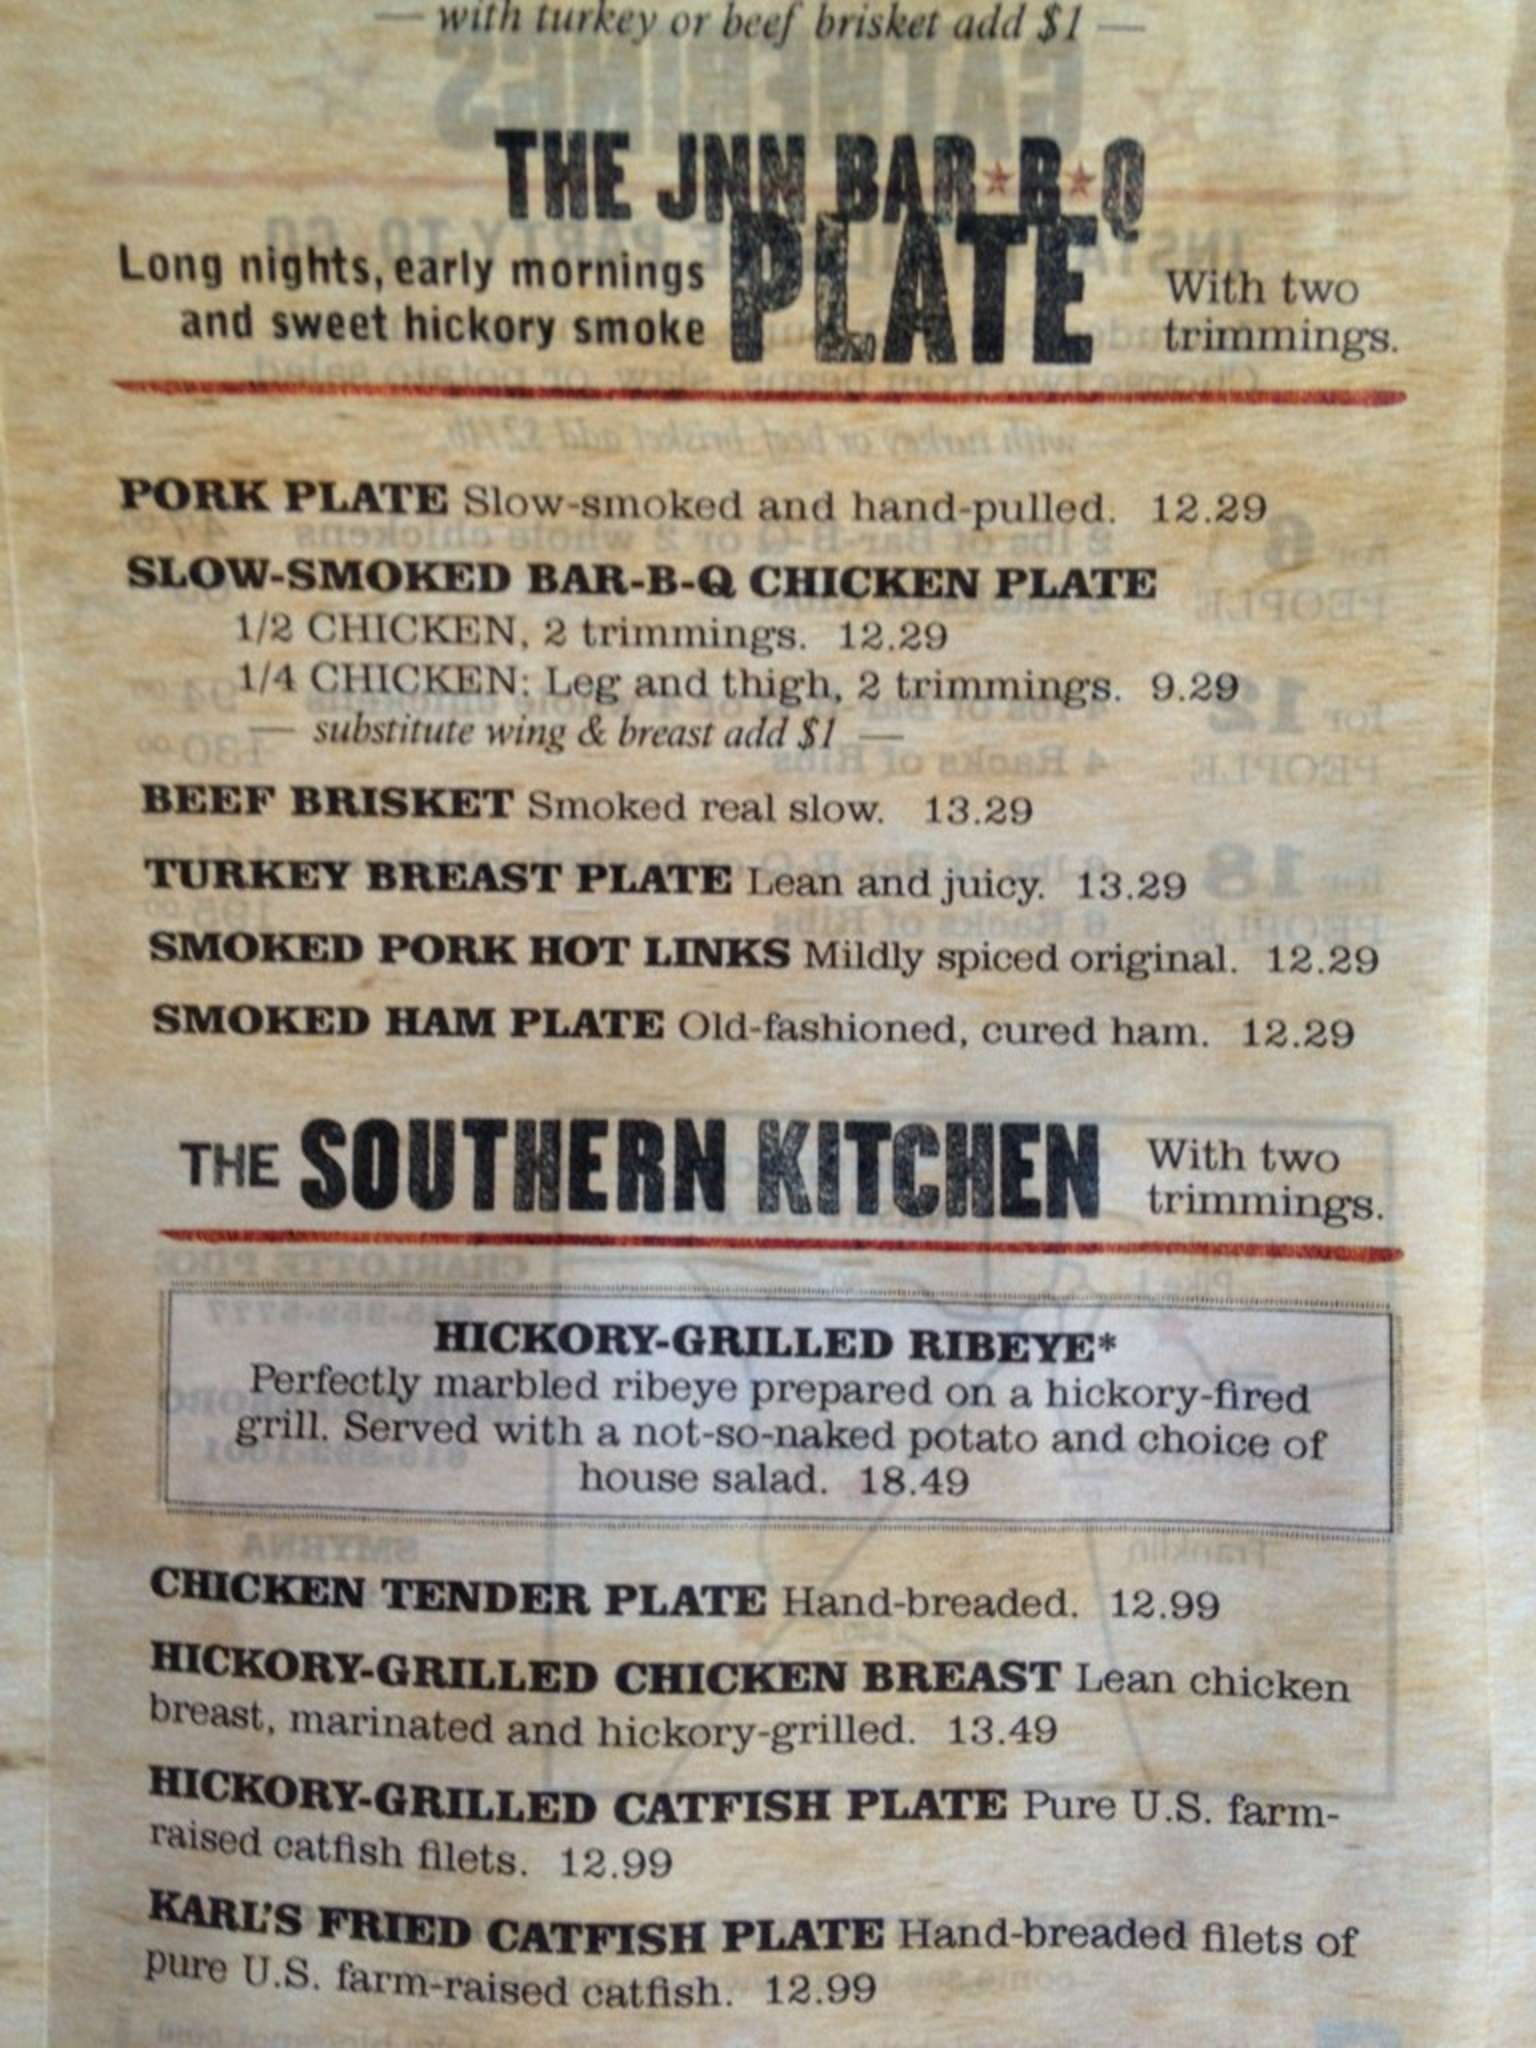 — with turkey or beef brisket add $1 —
THE JNN BAR★B★Q
PLATE
Long nights, early mornings
and sweet hickory smoke
With two
trimmings.
PORK PLATE Slow-smoked and hand-pulled. 12.29
SLOW-SMOKED BAR-B-Q CHICKEN PLATE
1/2 CHICKEN, 2 trimmings. 12.29
1/4 CHICKEN: Leg and thigh, 2 trimmings. 9.29
— substitute wing & breast add $1 —
BEEF BRISKET Smoked real slow. 13.29
TURKEY BREAST PLATE Lean and juicy. 13.29
SMOKED PORK HOT LINKS Mildly spiced original. 12.29
SMOKED HAM PLATE Old-fashioned, cured ham. 12.29
THE SOUTHERN KITCHEN
With two
trimmings.
HICKORY-GRILLED RIBEYE*
Perfectly marbled ribeye prepared on a hickory-fired
grill. Served with a not-so-naked potato and choice of
house salad. 18.49
CHICKEN TENDER PLATE Hand-breaded. 12.99
HICKORY-GRILLED CHICKEN BREAST Lean chicken
breast, marinated and hickory-grilled. 13.49
HICKORY-GRILLED CATFISH PLATE Pure U.S. farm-
raised catfish filets. 12.99
KARL'S FRIED CATFISH PLATE Hand-breaded filets of
pure U.S. farm-raised catfish. 12.99